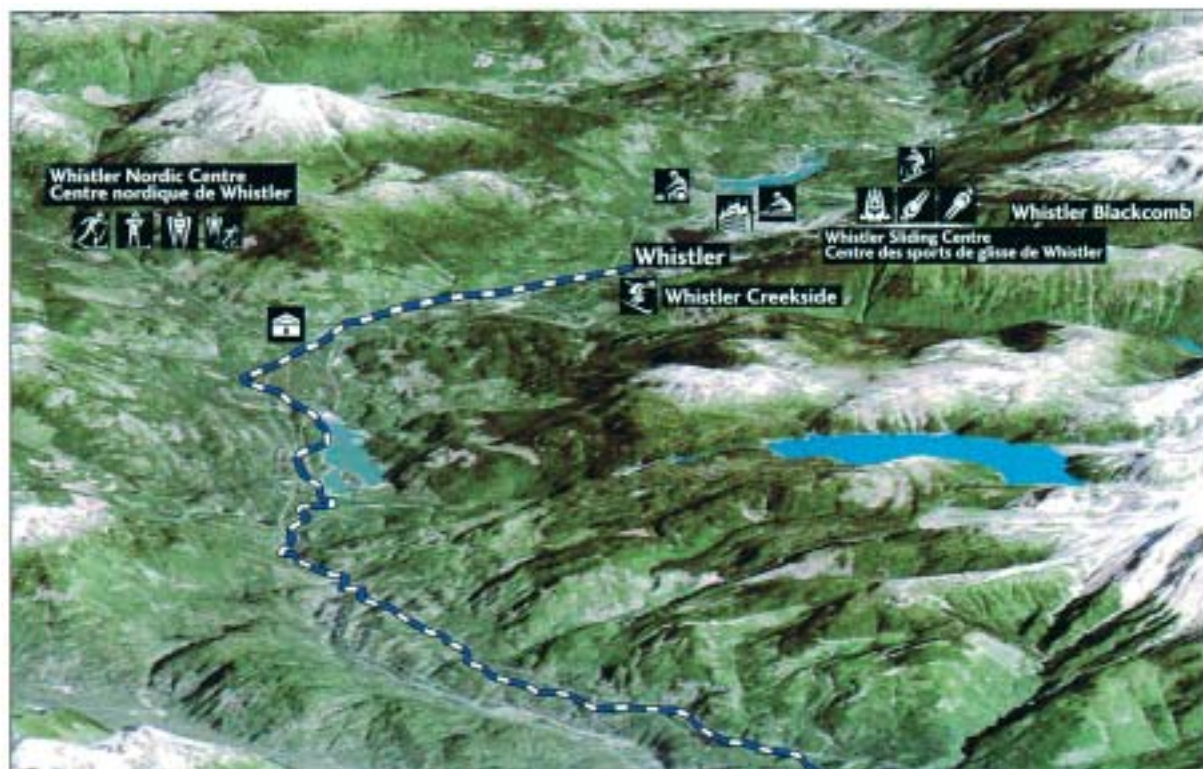 Whistler Nordic Centre
Centre nordique de Whistler
Whistler Blackcomb
Whistler Sliding Centre
Centre des sports de glisse de Whistler
Whistler
Whistler Creekside